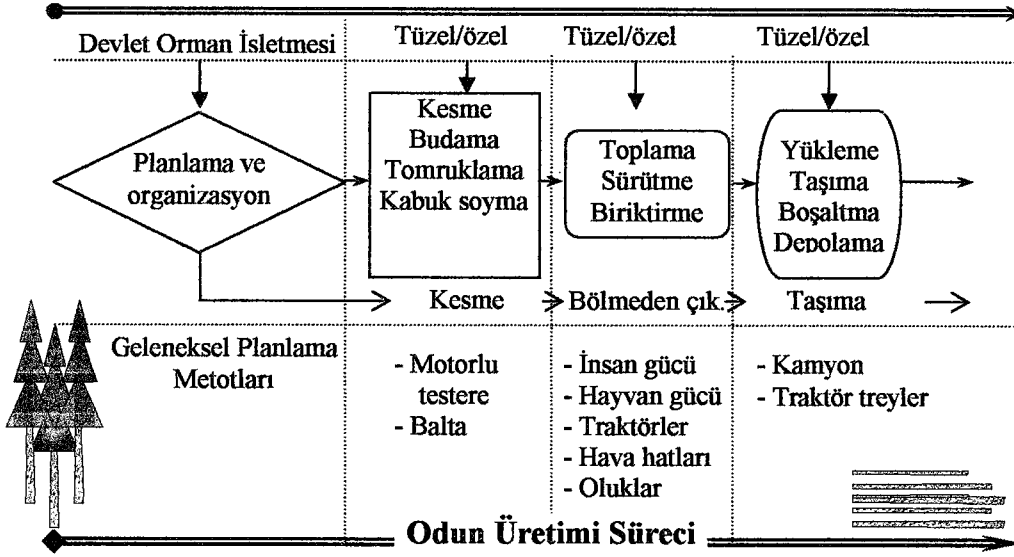 Devlet Orman İsletmesi
Tüzel/özel
Tüzel/özel
Tüzel/özel
Planlama ve
organizasyon
Kesme
Budama
Tomruklama
Kabuk soyma
Toplama
Sürütme
Biriktirme
Yükleme
Taşıma
Boşaltma
Depolama
Kesme
Bölmeden çık.
Taşıma
Geleneksel Planlama
Metotları
- Motorlu
testere
- Balta
- İnsan gücü
- Hayvan gücü
- Traktörler
- Hava hatları
- Oluklar
- Kamyon
- Traktör treyler
Odun Üretimi Süreci